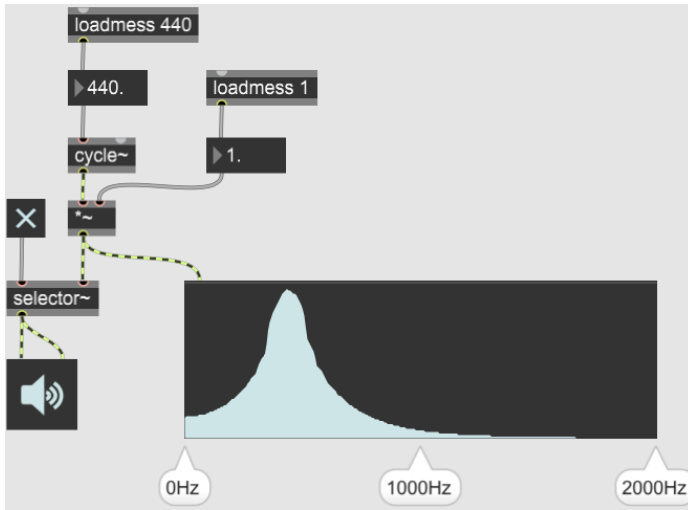 loadmess 440
440.
loadmess 1
cycle~
1.
*~
selector~
0Hz
1000Hz
2000Hz